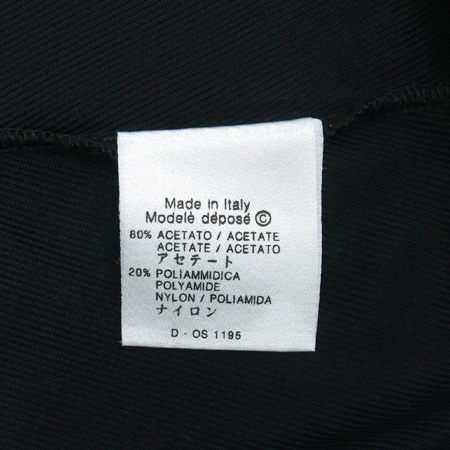 Made in Italy
Modelè déposé ©
80% ACETATO / ACETATE
ACETATE / ACETATO
アセテート
20% POLIAMMIDICA
POLYAMIDE
NYLON / POLIAMIDA
ナイロン
D - OS 1195